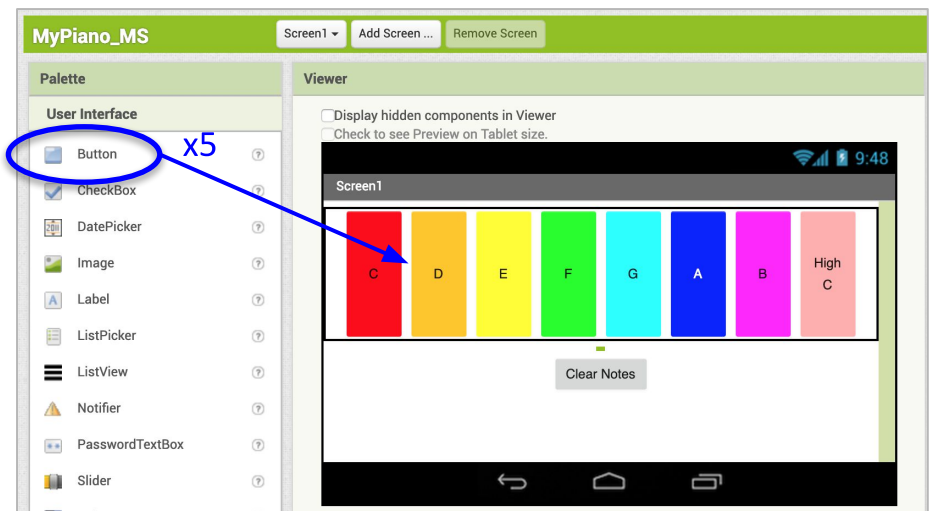 MyPiano_MS
Screen1 Add Screen ... Remove Screen
Palette
Viewer
User Interface
Display hidden components in Viewer
Check to see Preview on Tablet size.
Button
x5
?
9:48
CheckBox
?
Screen1
DatePicker
?
Image
?
C D E F G A B High
C
Label
?
ListPicker
?
ListView
?
Clear Notes
Notifier
?
PasswordTextBox
?
Slider
?